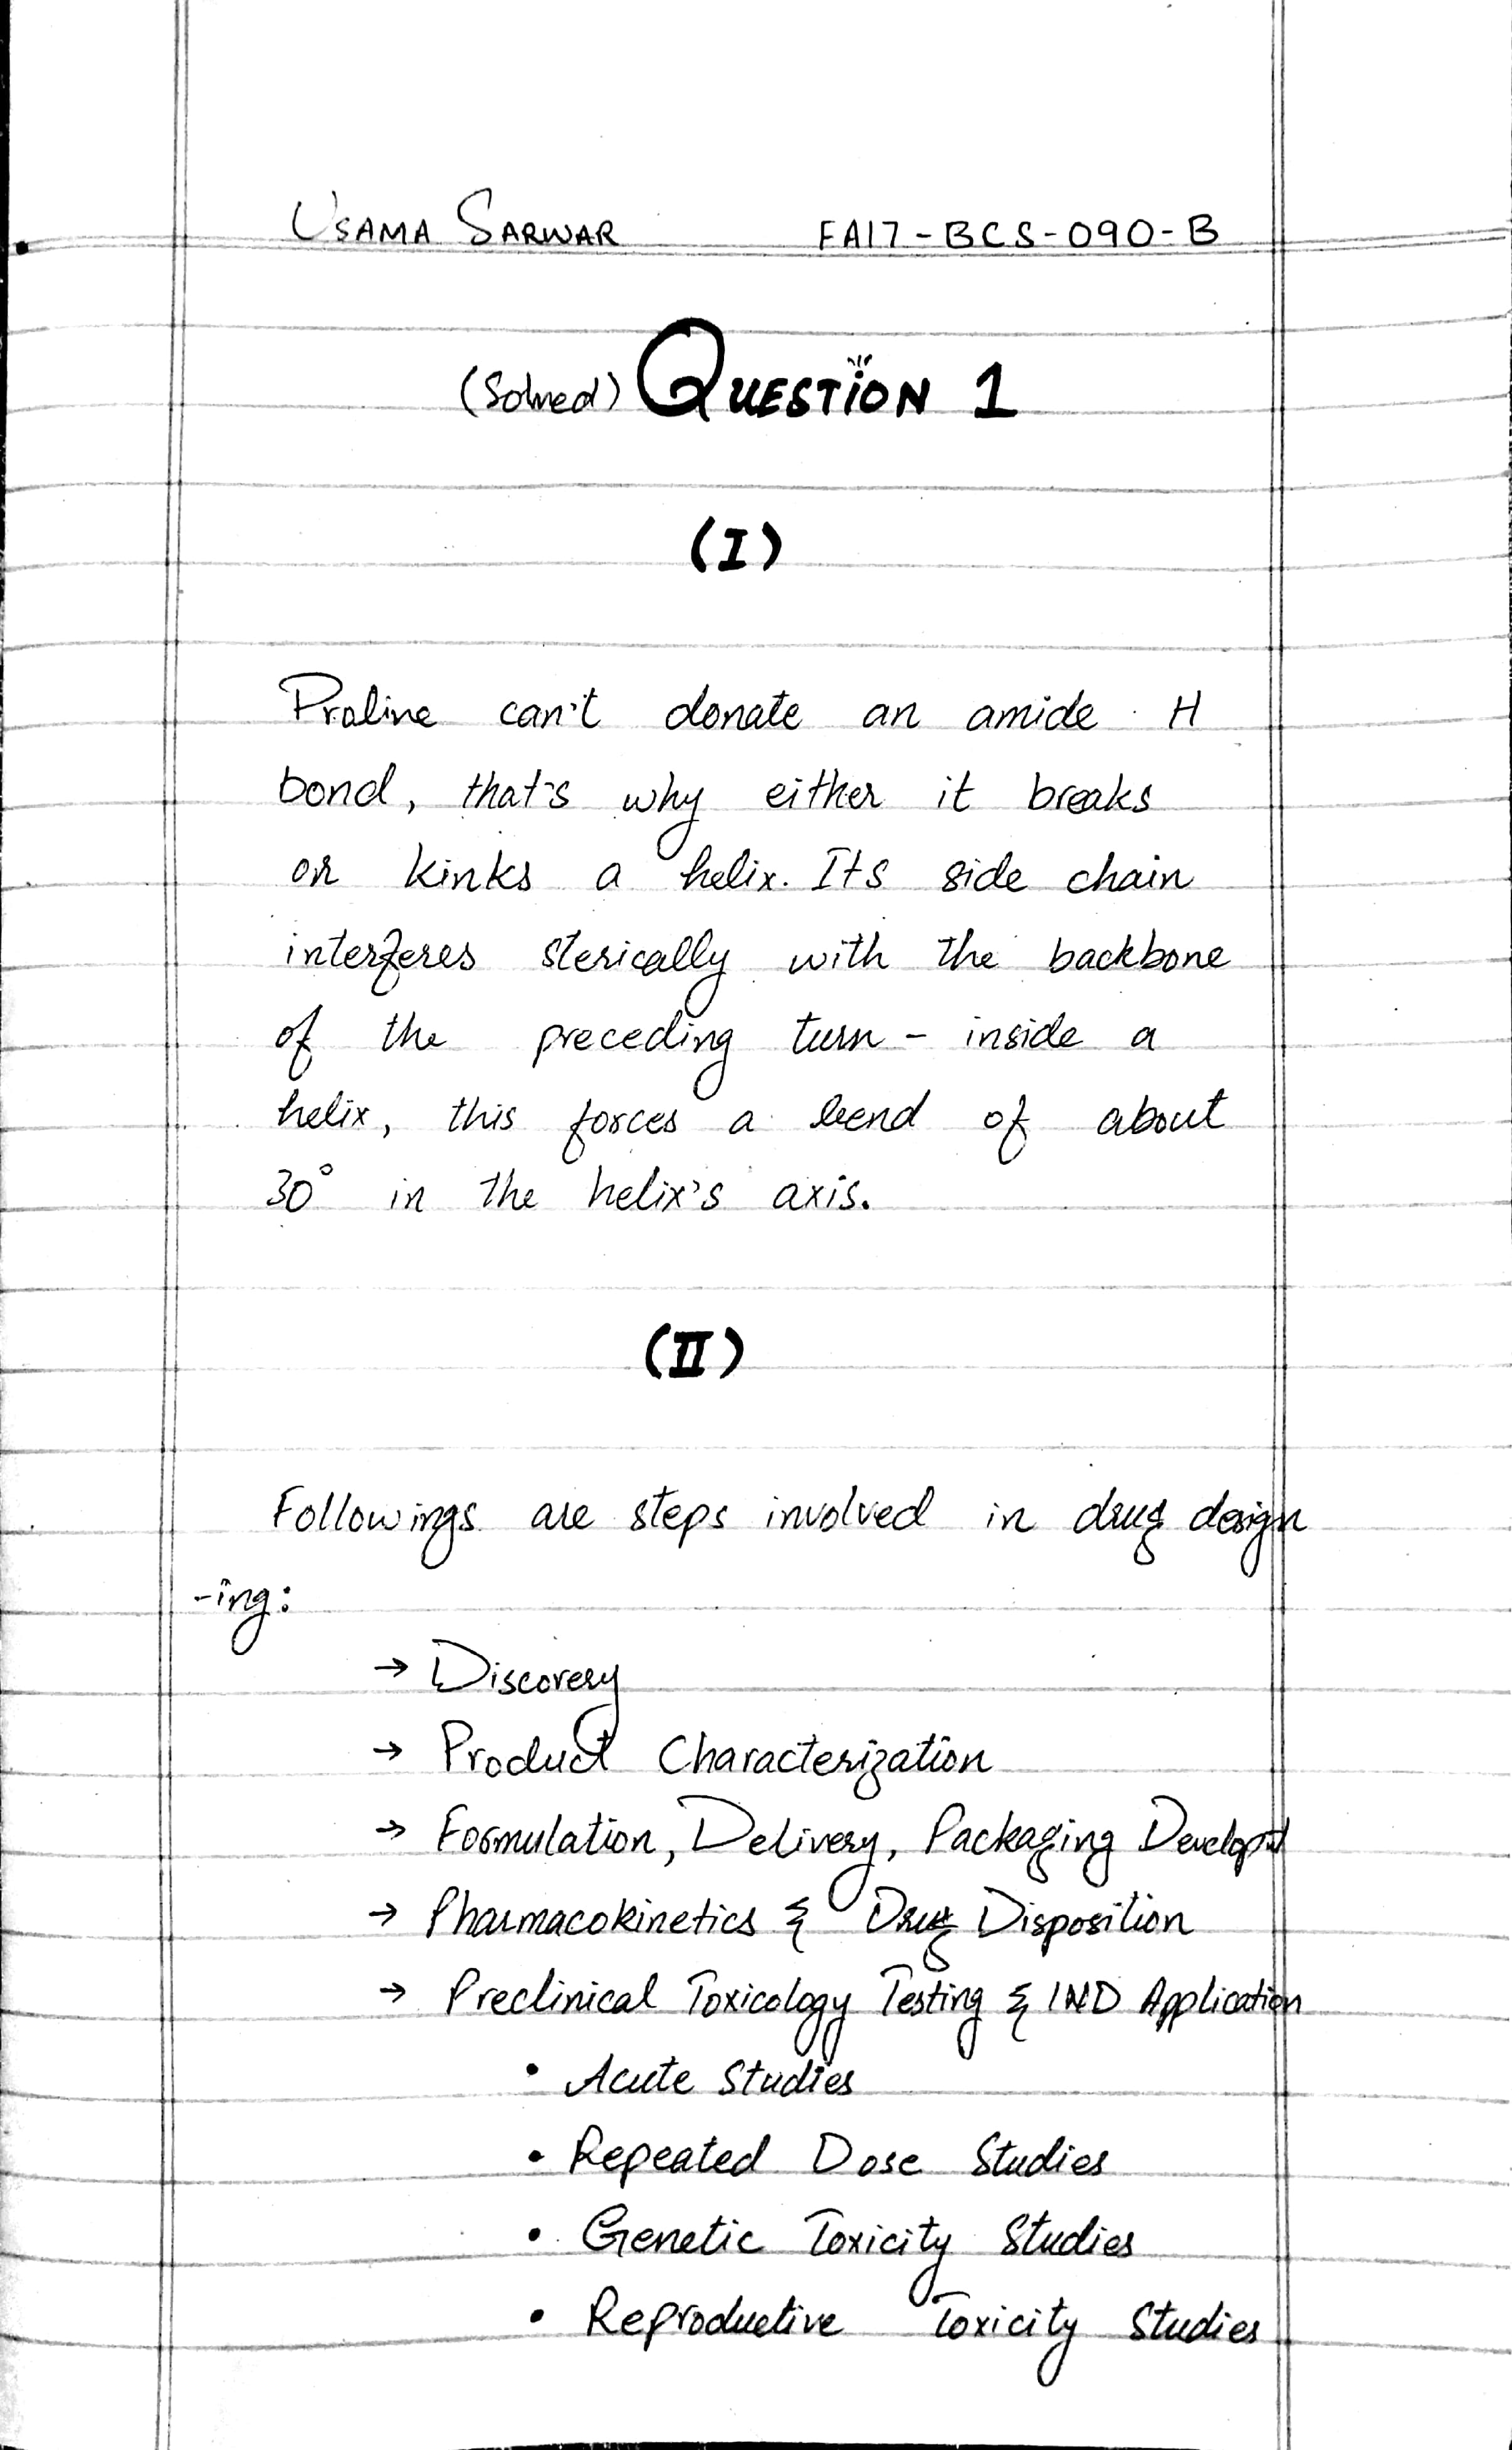 USAMA SARWAR FA17-BCS-090-B
(Solved) QUESTION 1
(I)
Proline can't donate an amide H
bond, that's why either it breaks
or kinks a helix. Its side chain
interferes sterically with the backbone
of the preceding turn - inside a
helix, this forces a bend of about
30° in the helix's axis.
(II)
Followings are steps involved in drug design
-ing:
→ Discovery
→ Product Characterization
→ Formulation, Delivery, Packaging Develop't
→ Pharmacokinetics & Drug Disposition
→ Preclinical Toxicology Testing & IND Application
• Acute Studies
• Repeated Dose Studies
• Genetic Toxicity Studies
• Reproductive Toxicity Studies